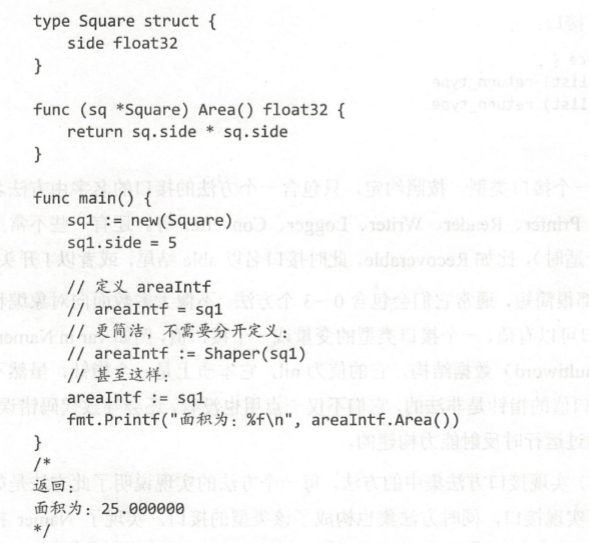 type Square struct {
    side float32
}

func (sq *Square) Area() float32 {
    return sq.side * sq.side
}

func main() {
    sq1 := new(Square)
    sq1.side = 5

    // 定义 areaIntf
    // areaIntf = sq1
    // 更简洁，不需要分开定义：
    // areaIntf := Shaper(sq1)
    // 甚至这样：
    areaIntf := sq1
    fmt.Printf("面积为：%f\n", areaIntf.Area())
}
/*
返回：
面积为：25.000000
*/